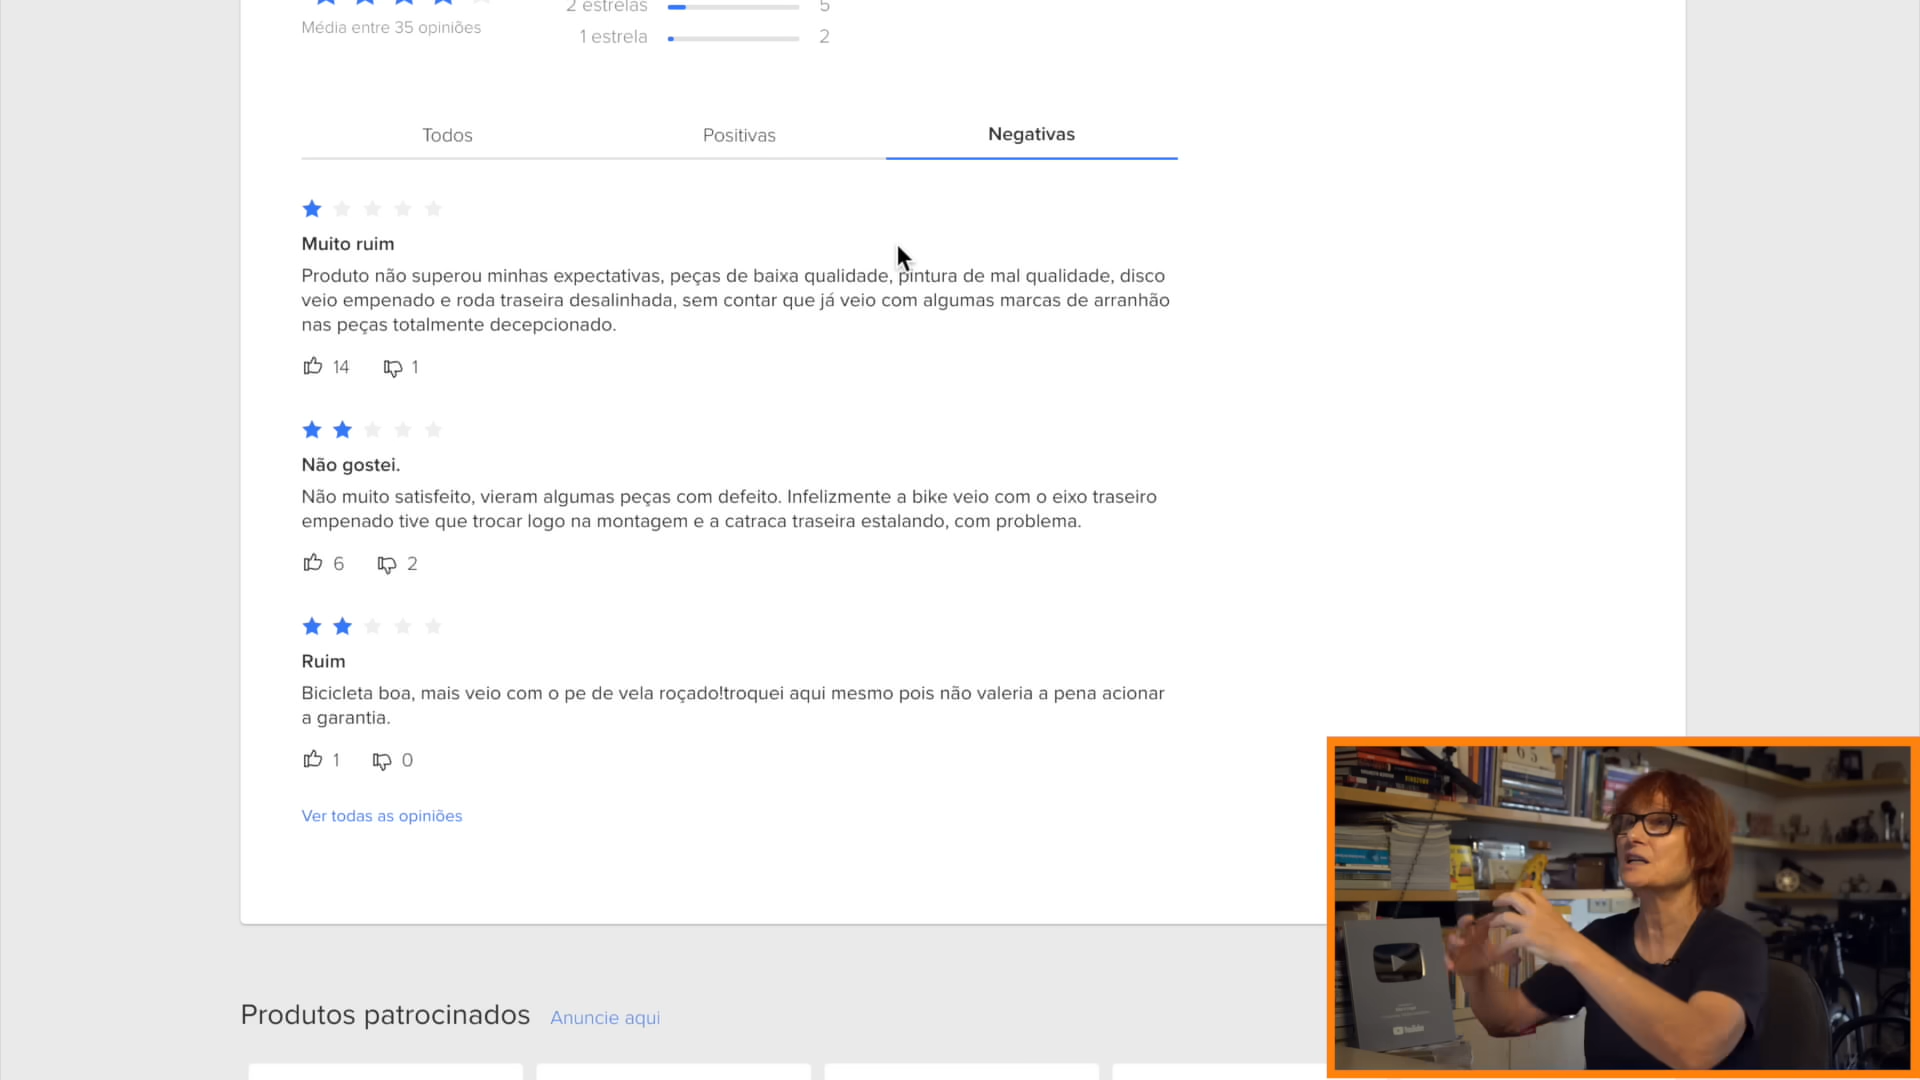 2 estrelas 5
Média entre 35 opiniões
1 estrela 2
Todos Positivas Negativas
Muito ruim
Produto não superou minhas expectativas, peças de baixa qualidade, pintura de mal qualidade, disco
veio empenado e roda traseira desalinhada, sem contar que já veio com algumas marcas de arranhão
nas peças totalmente decepcionado.
14 1
Não gostei.
Não muito satisfeito, vieram algumas peças com defeito. Infelizmente a bike veio com o eixo traseiro
empenado tive que trocar logo na montagem e a catraca traseira estalando, com problema.
6 2
Ruim
Bicicleta boa, mais veio com o pe de vela roçado!troquei aqui mesmo pois não valeria a pena acionar
a garantia.
1 0
Ver todas as opiniões
Produtos patrocinados Anuncie aqui
YouTube